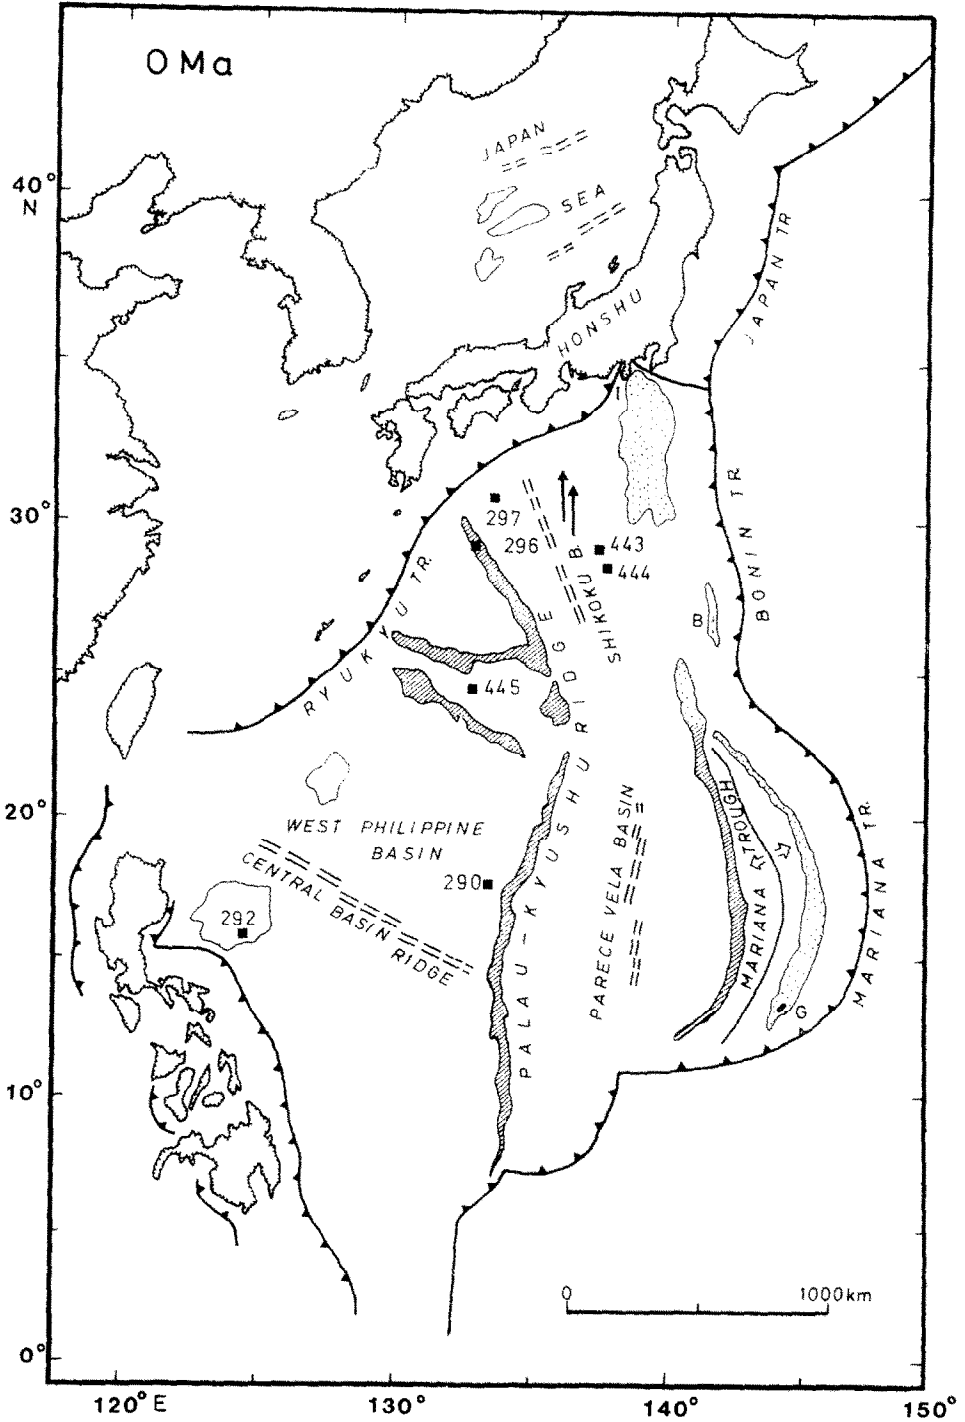 0 Ma
JAPAN
SEA
40°
N
HONSHU
JAPAN TR
I
30°
297
296
443
444
SHIKOKU B.
BONIN TR.
B
RYUKYU TR.
445
PALAU-KYUSHU RIDGE
20°
WEST PHILIPPINE
BASIN
CENTRAL BASIN
RIDGE
290
292
PARECE VELA BASIN
MARIANA TROUGH
MARIANA TR.
G
10°
0
1000km
0°
120° E
130°
140°
150°